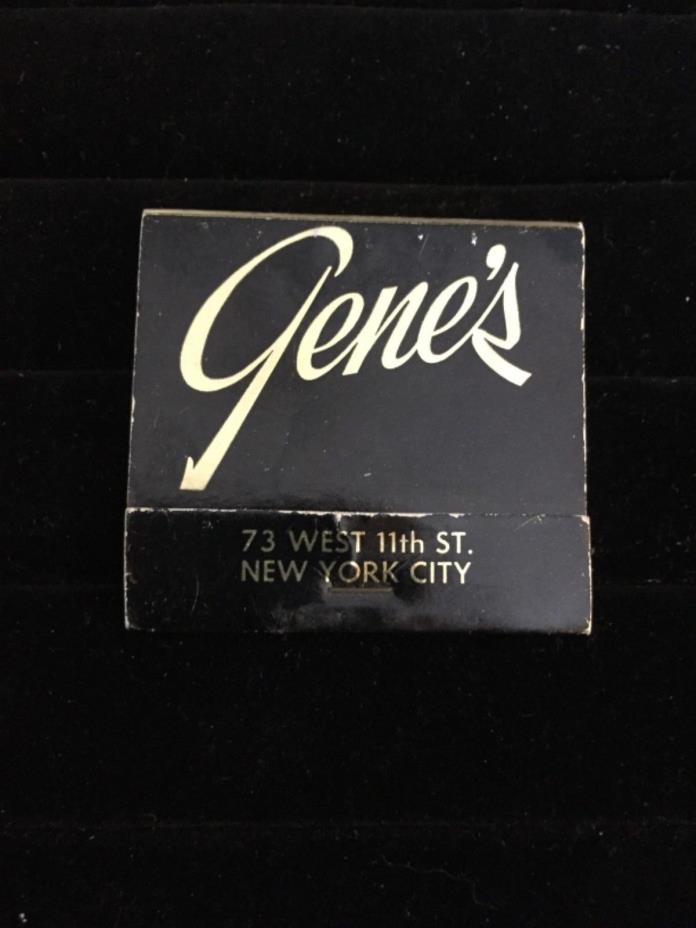 Gene's
73 WEST 11th ST.
NEW YORK CITY